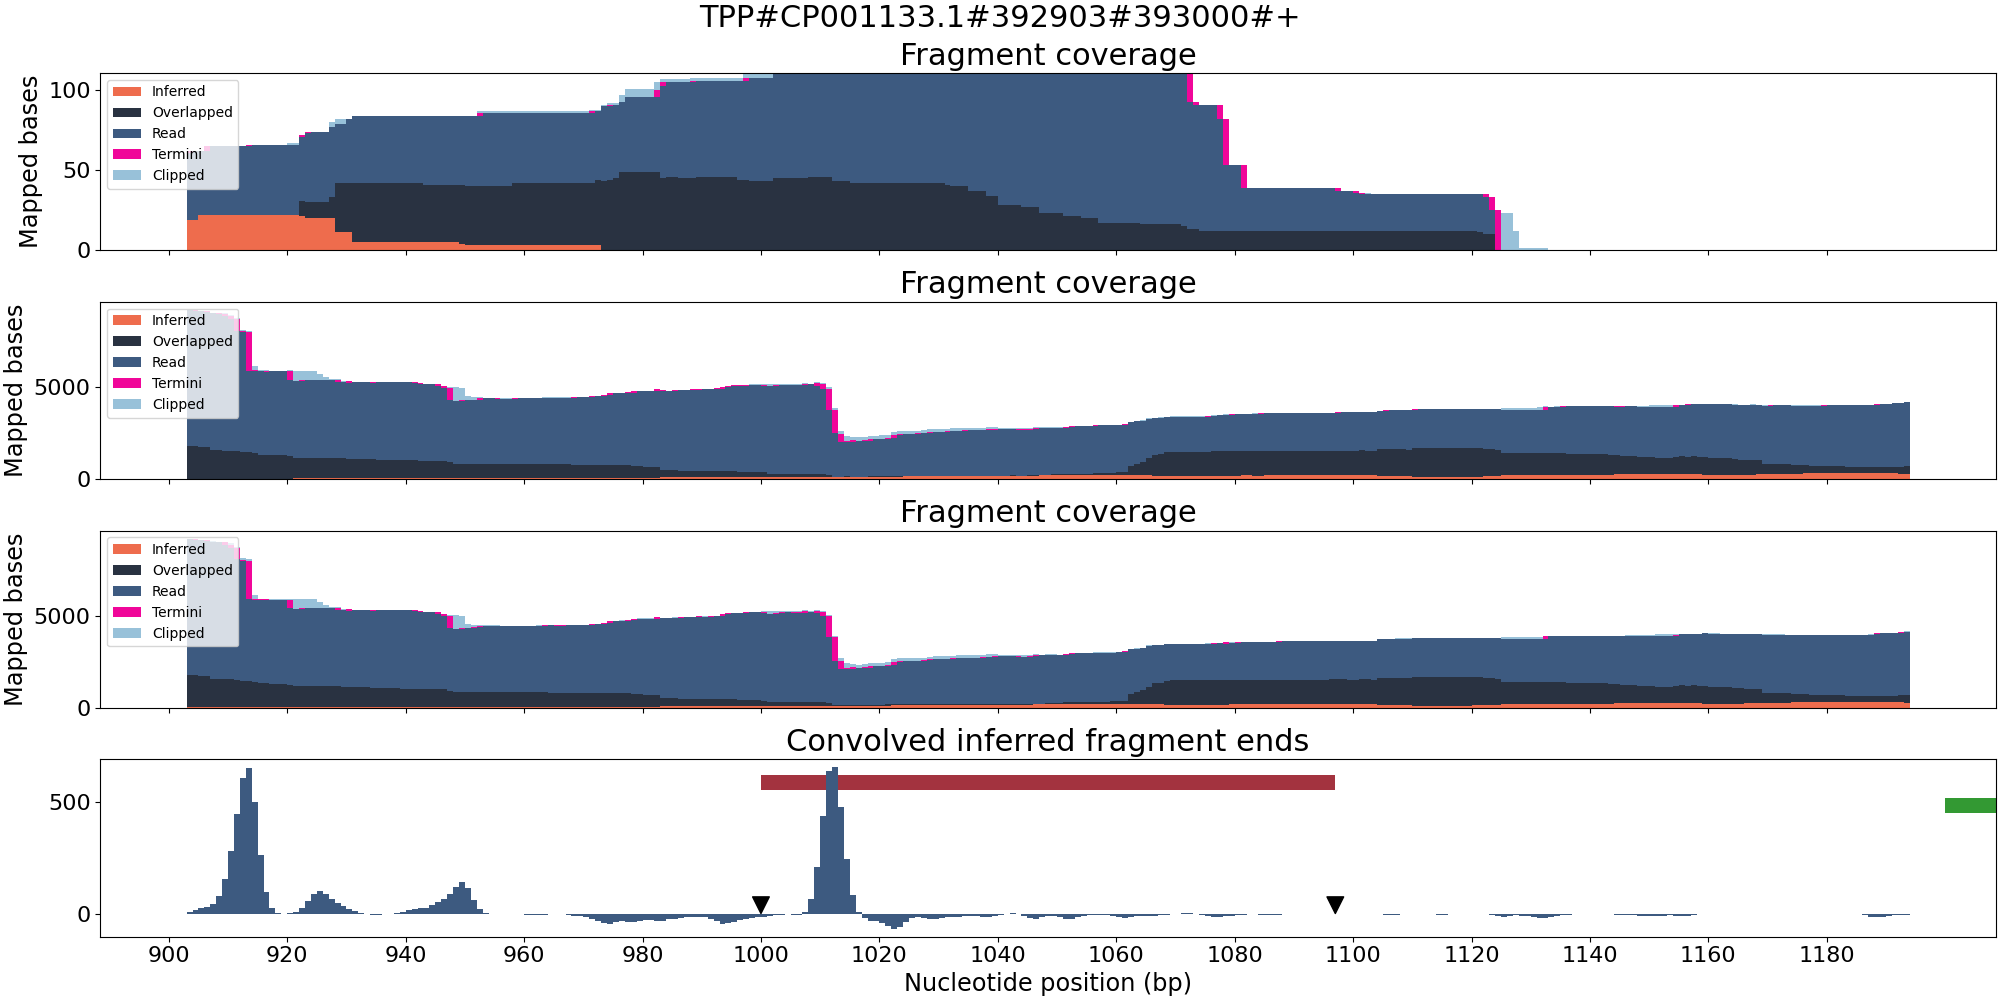 TPP#CP001133.1#392903#393000#+
Fragment coverage
Mapped bases
100
50
0
Inferred
Overlapped
Read
Termini
Clipped
Fragment coverage
Mapped bases
5000
0
Inferred
Overlapped
Read
Termini
Clipped
Fragment coverage
Mapped bases
5000
0
Inferred
Overlapped
Read
Termini
Clipped
Convolved inferred fragment ends
500
0
900 920 940 960 980 1000 1020 1040 1060 1080 1100 1120 1140 1160 1180
Nucleotide position (bp)